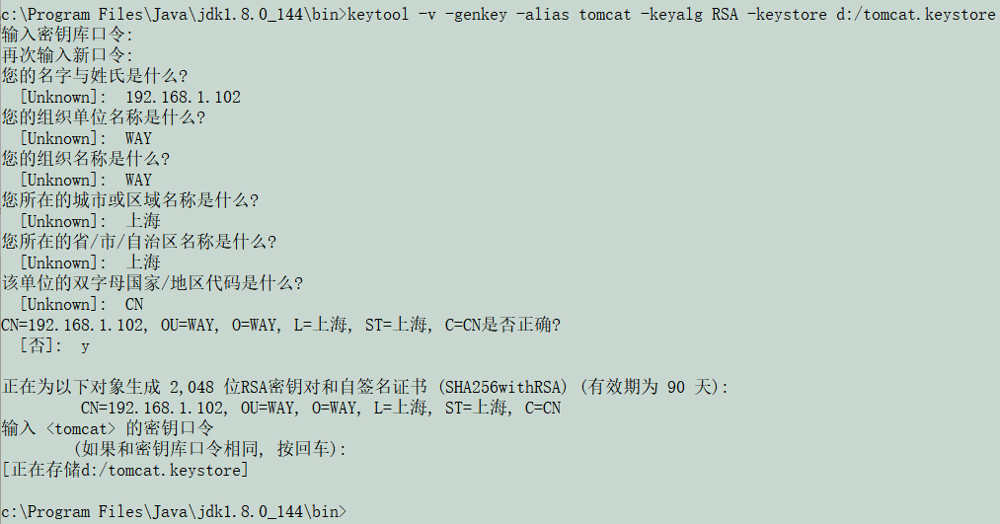 c:\Program Files\Java\jdk1.8.0_144\bin>keytool -v -genkey -alias tomcat -keyalg RSA -keystore d:/tomcat.keystore
输入密钥库口令:
再次输入新口令:
您的名字与姓氏是什么?
  [Unknown]:  192.168.1.102
您的组织单位名称是什么?
  [Unknown]:  WAY
您的组织名称是什么?
  [Unknown]:  WAY
您所在的城市或区域名称是什么?
  [Unknown]:  上海
您所在的省/市/自治区名称是什么?
  [Unknown]:  上海
该单位的双字母国家/地区代码是什么?
  [Unknown]:  CN
CN=192.168.1.102, OU=WAY, O=WAY, L=上海, ST=上海, C=CN是否正确?
  [否]:  y
正在为以下对象生成 2,048 位RSA密钥对和自签名证书 (SHA256withRSA) (有效期为 90 天):
         CN=192.168.1.102, OU=WAY, O=WAY, L=上海, ST=上海, C=CN
输入 <tomcat> 的密钥口令
        (如果和密钥库口令相同, 按回车):
[正在存储d:/tomcat.keystore]
c:\Program Files\Java\jdk1.8.0_144\bin>